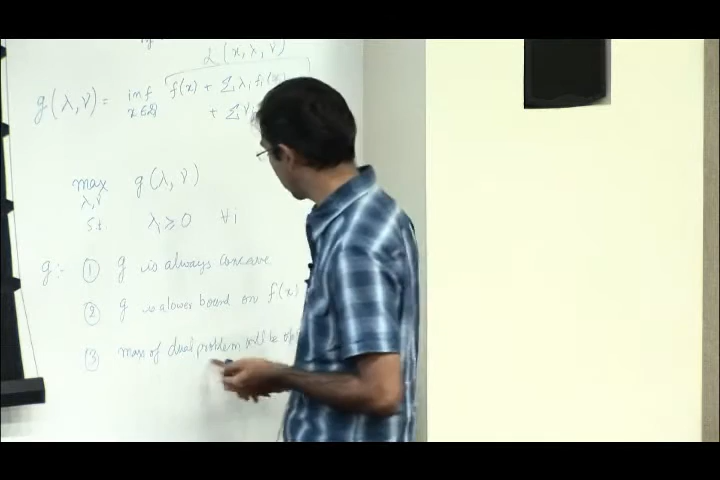 L(x, λ, ν)
g(λ, ν) = inf f(x) + Σ λi fi(x)
x∈D + Σ νi
max g(λ, ν)
λ, ν
s.t. λi ≥ 0 ∀i
g:- ① g is always concave
② g is a lower bound on f(x)
③ max of dual problem will be